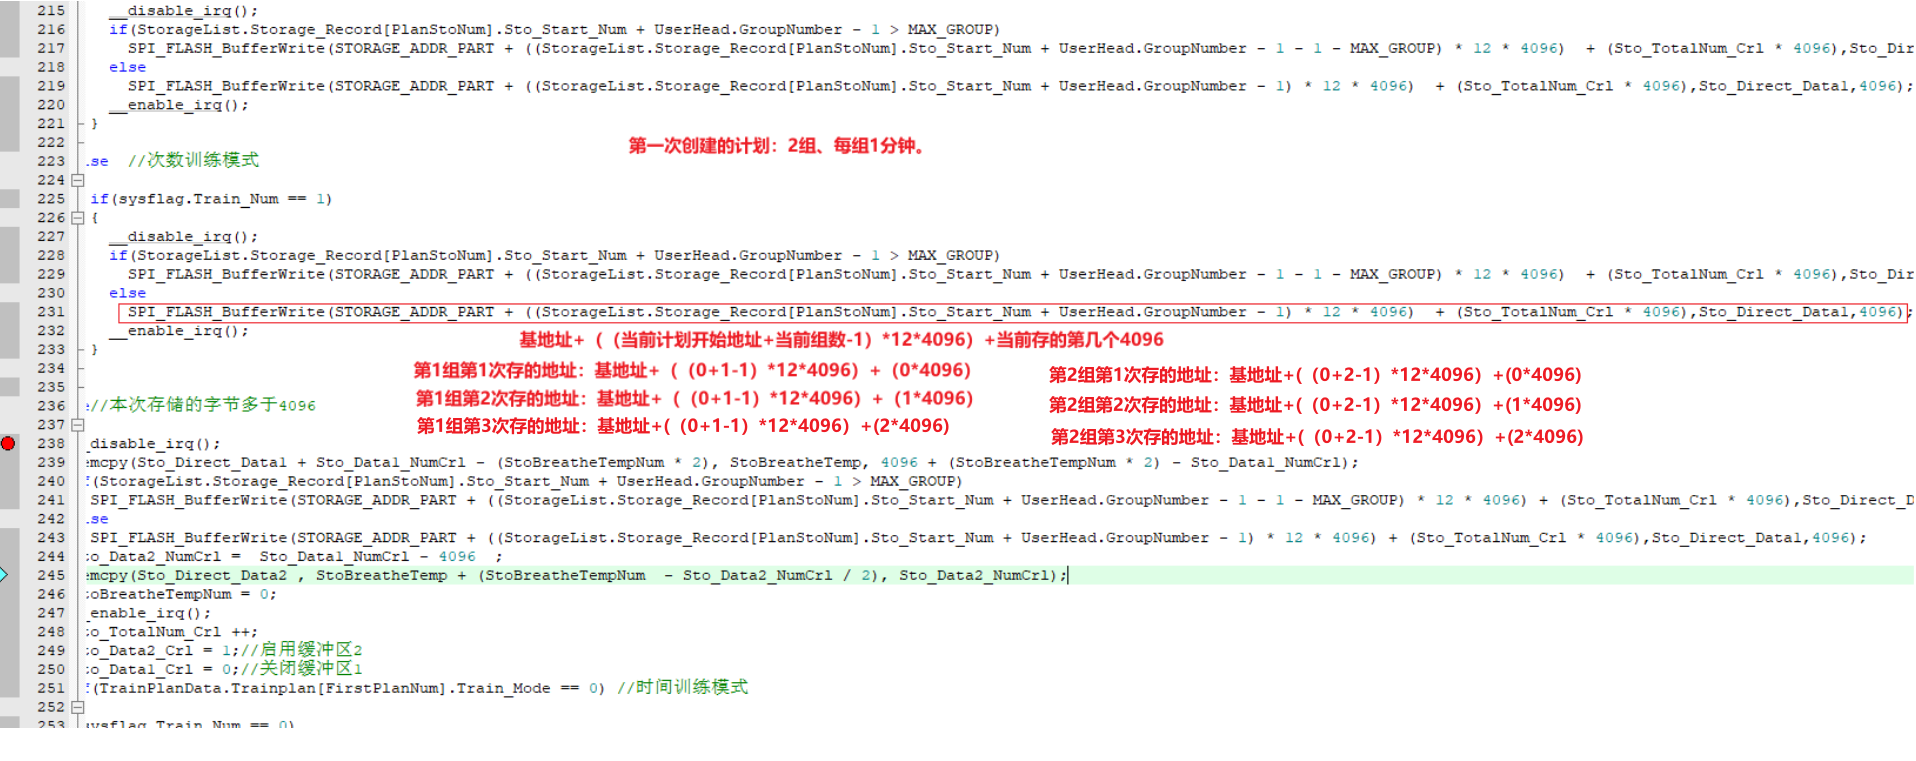 215 __disable_irq();
216 if(StorageList.Storage_Record[PlanStoNum].Sto_Start_Num + UserHead.GroupNumber - 1 > MAX_GROUP)
217 SPI_FLASH_BufferWrite(STORAGE_ADDR_PART + ((StorageList.Storage_Record[PlanStoNum].Sto_Start_Num + UserHead.GroupNumber - 1 - 1 - MAX_GROUP) * 12 * 4096)  + (Sto_TotalNum_Crl * 4096),Sto_Dir
218 else
219 SPI_FLASH_BufferWrite(STORAGE_ADDR_PART + ((StorageList.Storage_Record[PlanStoNum].Sto_Start_Num + UserHead.GroupNumber - 1) * 12 * 4096)  + (Sto_TotalNum_Crl * 4096),Sto_Direct_Data1,4096);
220 __enable_irq();
221 }
222
第一次创建的计划：2组、每组1分钟。
223 .se  //次数训练模式
224
225 if(sysflag.Train_Num == 1)
226 {
227 __disable_irq();
228 if(StorageList.Storage_Record[PlanStoNum].Sto_Start_Num + UserHead.GroupNumber - 1 > MAX_GROUP)
229 SPI_FLASH_BufferWrite(STORAGE_ADDR_PART + ((StorageList.Storage_Record[PlanStoNum].Sto_Start_Num + UserHead.GroupNumber - 1 - 1 - MAX_GROUP) * 12 * 4096)  + (Sto_TotalNum_Crl * 4096),Sto_Dir
230 else
231 SPI_FLASH_BufferWrite(STORAGE_ADDR_PART + ((StorageList.Storage_Record[PlanStoNum].Sto_Start_Num + UserHead.GroupNumber - 1) * 12 * 4096)  + (Sto_TotalNum_Crl * 4096),Sto_Direct_Data1,4096);
232 __enable_irq();
基地址+（（当前计划开始地址+当前组数-1）*12*4096）+当前存的第几个4096
233 }
234
第1组第1次存的地址：基地址+（（0+1-1）*12*4096）+（0*4096）
第2组第1次存的地址：基地址+(（0+2-1）*12*4096）+(0*4096)
235
第1组第2次存的地址：基地址+（（0+1-1）*12*4096）+（1*4096）
第2组第2次存的地址：基地址+(（0+2-1）*12*4096）+(1*4096)
236 //本次存储的字节多于4096
237
第1组第3次存的地址：基地址+(（0+1-1）*12*4096）+(2*4096)
第2组第3次存的地址：基地址+(（0+2-1）*12*4096）+(2*4096)
238 _disable_irq();
239 emcpy(Sto_Direct_Data1 + Sto_Data1_NumCrl - (StoBreatheTempNum * 2), StoBreatheTemp, 4096 + (StoBreatheTempNum * 2) - Sto_Data1_NumCrl);
240 f(StorageList.Storage_Record[PlanStoNum].Sto_Start_Num + UserHead.GroupNumber - 1 > MAX_GROUP)
241 SPI_FLASH_BufferWrite(STORAGE_ADDR_PART + ((StorageList.Storage_Record[PlanStoNum].Sto_Start_Num + UserHead.GroupNumber - 1 - 1 - MAX_GROUP) * 12 * 4096) + (Sto_TotalNum_Crl * 4096),Sto_Direct_D
242 .se
243 SPI_FLASH_BufferWrite(STORAGE_ADDR_PART + ((StorageList.Storage_Record[PlanStoNum].Sto_Start_Num + UserHead.GroupNumber - 1) * 12 * 4096) + (Sto_TotalNum_Crl * 4096),Sto_Direct_Data1,4096);
244 to_Data2_NumCrl =  Sto_Data1_NumCrl - 4096  ;
245 emcpy(Sto_Direct_Data2 , StoBreatheTemp + (StoBreatheTempNum  - Sto_Data2_NumCrl / 2), Sto_Data2_NumCrl);
246 toBreatheTempNum = 0;
247 _enable_irq();
248 to_TotalNum_Crl ++;
249 to_Data2_Crl = 1;//启用缓冲区2
250 to_Data1_Crl = 0;//关闭缓冲区1
251 f(TrainPlanData.Trainplan[FirstPlanNum].Train_Mode == 0) //时间训练模式
252
253 sysflag.Train_Num == 0)